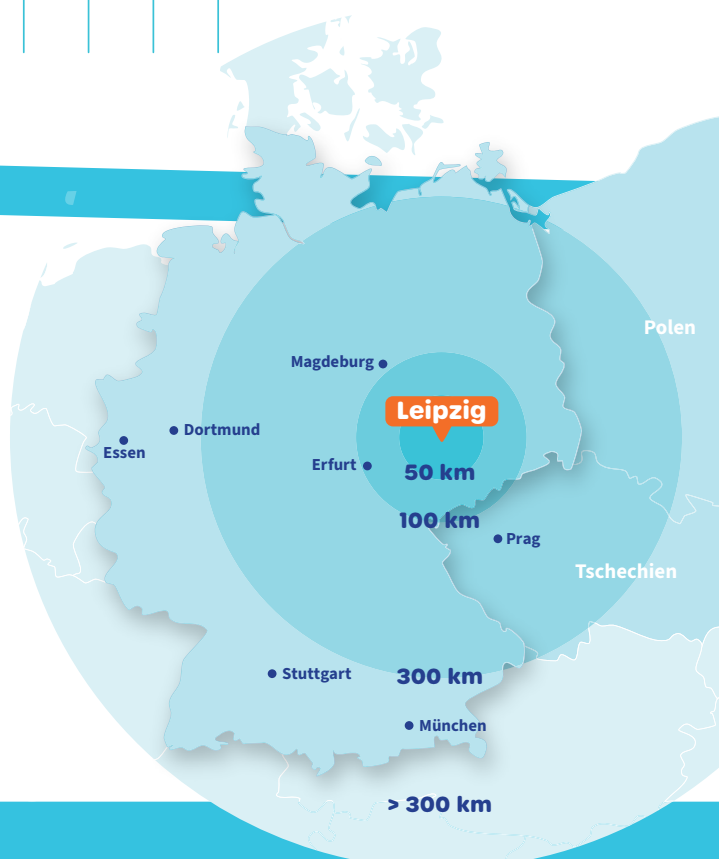 Polen
Magdeburg
Leipzig
Dortmund
Essen
Erfurt
50 km
100 km
Prag
Tschechien
Stuttgart
300 km
München
> 300 km